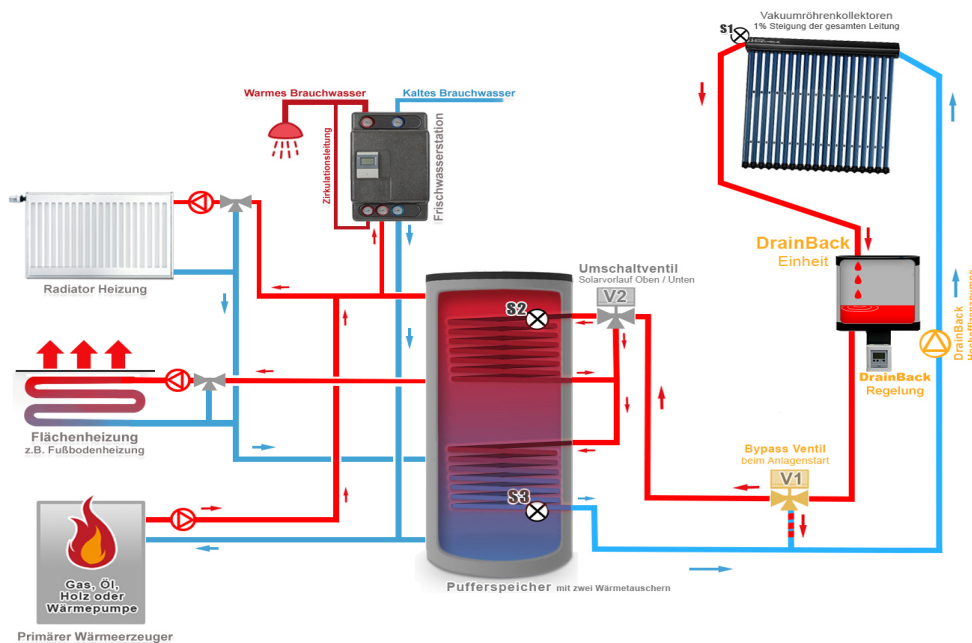 Vakuumröhrenkollektoren
1% Steigung der gesamten Leitung
S1
Warmes Brauchwasser
Kaltes Brauchwasser
Zirkulationsleitung
Frischwasserstation
Radiator Heizung
DrainBack
Einheit
Umschaltventil
Solarvorlauf Oben / Unten
V2
S2
DrainBack
Hocheffizenzpumpe
DrainBack
Regelung
Flächenheizung
z.B. Fußbodenheizung
Bypass Ventil
beim Anlagenstart
V1
S3
Gas, Öl,
Holz oder
Wärmepumpe
Pufferspeicher mit zwei Wärmetauschern
Primärer Wärmeerzeuger